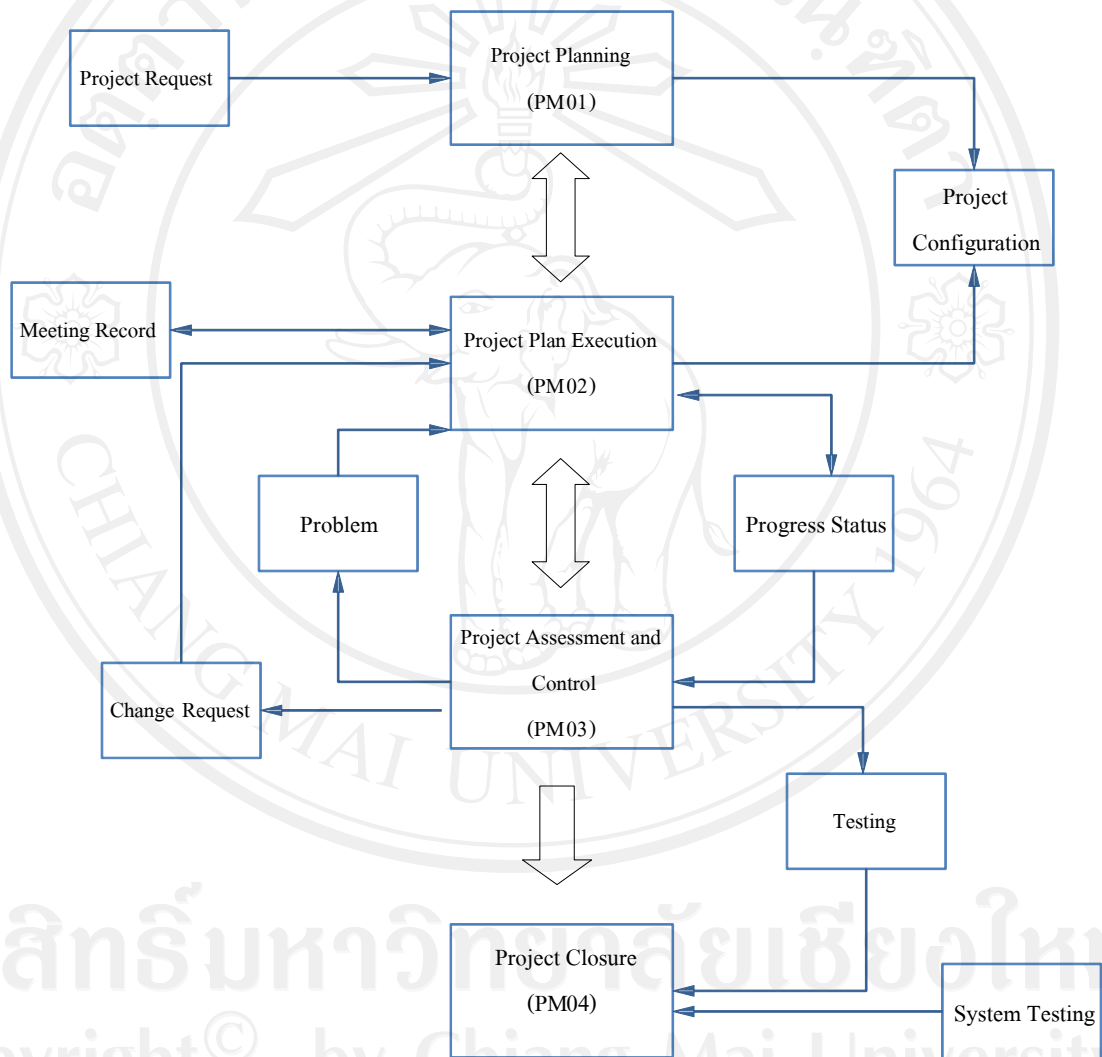 Project Request
Project Planning
(PM01)
Project
Configuration
Meeting Record
Project Plan Execution
(PM02)
Problem
Progress Status
Project Assessment and
Control
(PM03)
Change Request
Testing
Project Closure
(PM04)
System Testing
CHIANG MAI UNIVERSITY 1964
สิทธิ์มหาวิทยาลัยเชียงให
pyright© by Chiang Mai University